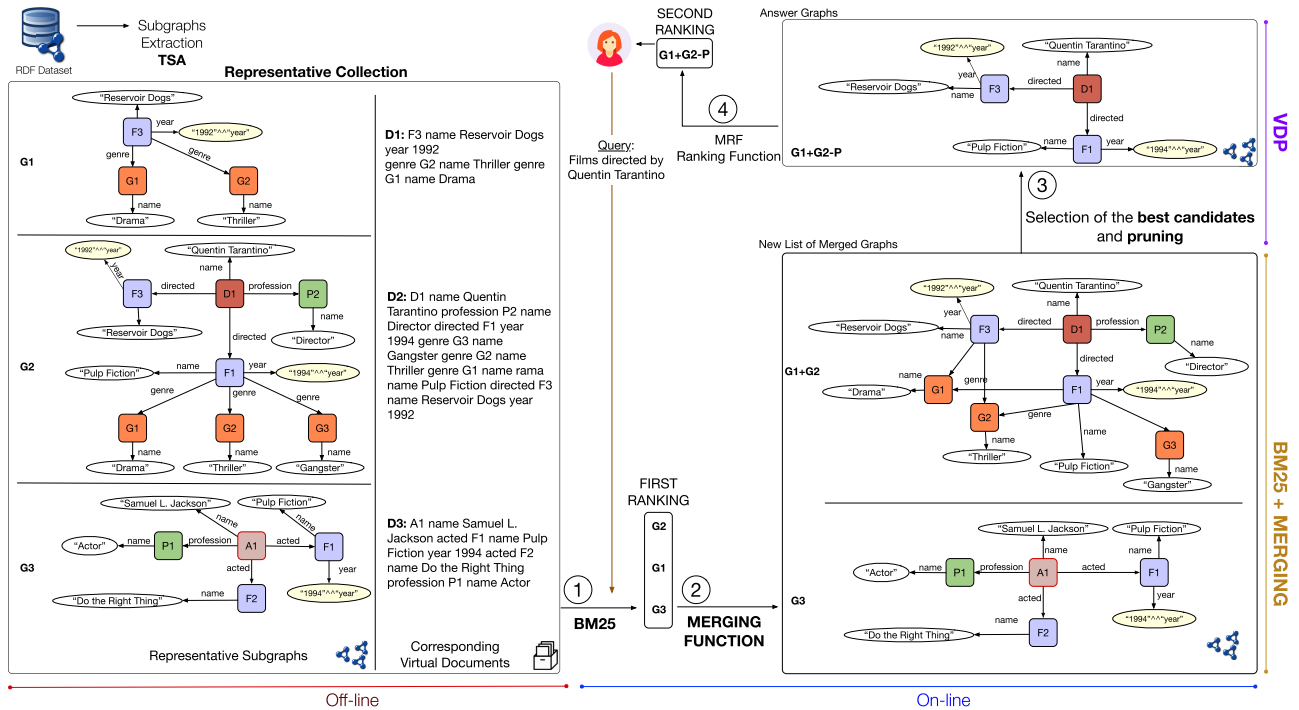 RDF Dataset
Subgraphs
Extraction
TSA
Representative Collection
G1
"Reservoir Dogs"
F3
year
"1992"^^"year"
genre
genre
G1
G2
name
name
"Drama"
"Thriller"
G2
"1992"^^"year"
"Quentin Tarantino"
year
name
F3
directed
D1
profession
P2
"Reservoir Dogs"
name
"Director"
directed
"Pulp Fiction"
name
F1
year
"1994"^^"year"
genre
genre
genre
G1
G2
G3
name
name
name
"Drama"
"Thriller"
"Gangster"
G3
"Samuel L. Jackson"
"Pulp Fiction"
name
name
"Actor"
name
P1
profession
A1
acted
F1
acted
year
"Do the Right Thing"
name
F2
"1994"^^"year"
Representative Subgraphs
D1: F3 name Reservoir Dogs
year 1992
genre G2 name Thriller genre
G1 name Drama
D2: D1 name Quentin
Tarantino profession P2 name
Director directed F1 year
1994 genre G3 name
Gangster genre G2 name
Thriller genre G1 name rama
name Pulp Fiction directed F3
name Reservoir Dogs year
1992
D3: A1 name Samuel L.
Jackson acted F1 name Pulp
Fiction year 1994 acted F2
name Do the Right Thing
profession P1 name Actor
Corresponding
Virtual Documents
Off-line
Query:
Films directed by
Quentin Tarantino
1
BM25
FIRST
RANKING
G2
G1
G3
2
MERGING
FUNCTION
New List of Merged Graphs
G1+G2
"1992"^^"year"
"Quentin Tarantino"
year
name
"Reservoir Dogs"
name
F3
directed
D1
profession
P2
name
"Director"
directed
name
genre
"Drama"
G1
F1
year
"1994"^^"year"
G2
genre
name
G3
name
"Thriller"
"Pulp Fiction"
name
"Gangster"
G3
"Samuel L. Jackson"
"Pulp Fiction"
name
name
"Actor"
name
P1
profession
A1
acted
F1
acted
year
"1994"^^"year"
name
"Do the Right Thing"
F2
3
Selection of the best candidates
and pruning
Answer Graphs
"1992"^^"year"
"Quentin Tarantino"
year
name
"Reservoir Dogs"
name
F3
directed
D1
directed
"Pulp Fiction"
name
F1
year
"1994"^^"year"
G1+G2-P
4
MRF
Ranking Function
SECOND
RANKING
G1+G2-P
VDP
BM25 + MERGING
On-line